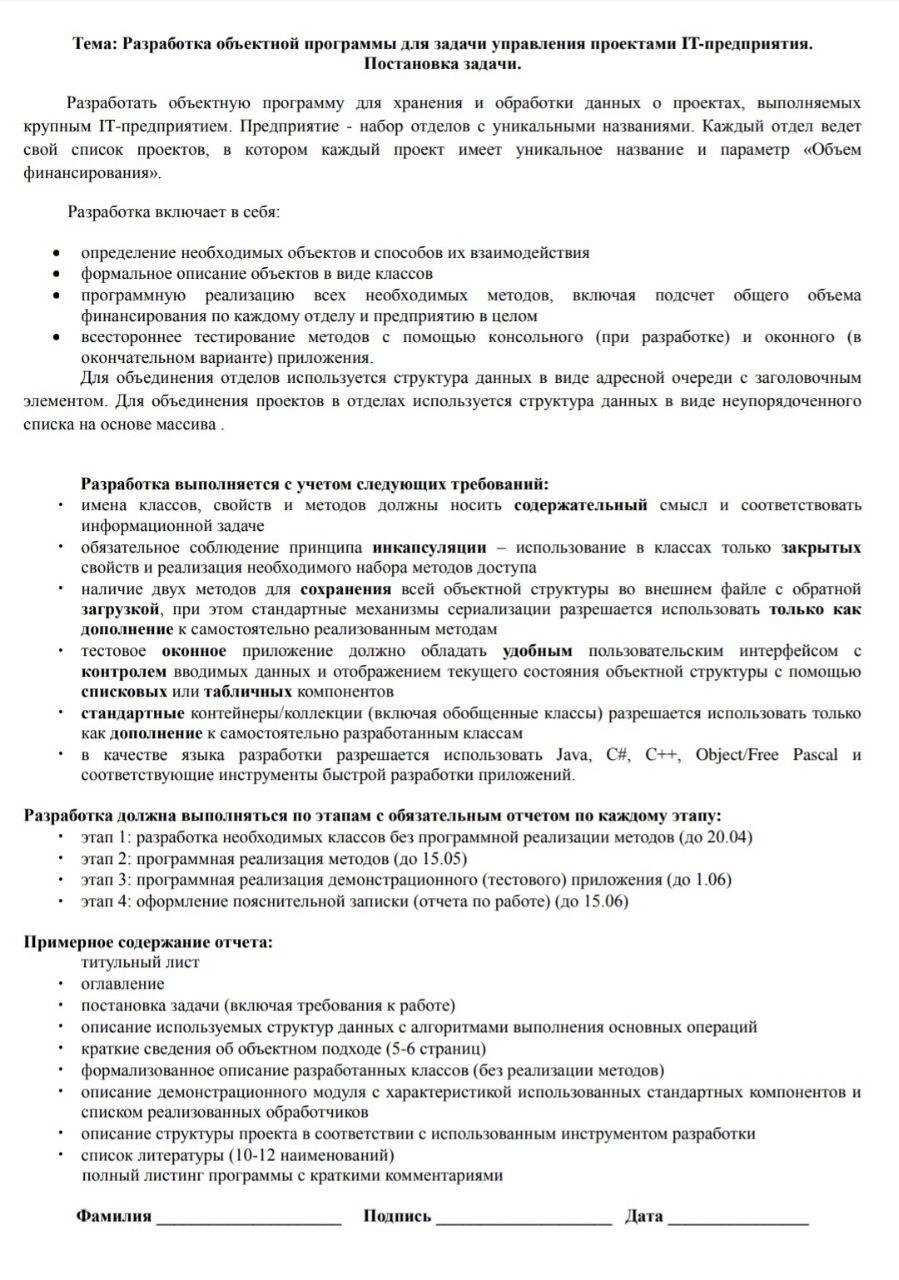 Тема: Разработка объектной программы для задачи управления проектами IT-предприятия.
Постановка задачи.
Разработать объектную программу для хранения и обработки данных о проектах, выполняемых
крупным IT-предприятием. Предприятие - набор отделов с уникальными названиями. Каждый отдел ведет
свой список проектов, в котором каждый проект имеет уникальное название и параметр «Объем
финансирования».
Разработка включает в себя:
• определение необходимых объектов и способов их взаимодействия
• формальное описание объектов в виде классов
• программную реализацию всех необходимых методов, включая подсчет общего объема
финансирования по каждому отделу и предприятию в целом
• всестороннее тестирование методов с помощью консольного (при разработке) и оконного (в
окончательном варианте) приложения.
Для объединения отделов используется структура данных в виде адресной очереди с заголовочным
элементом. Для объединения проектов в отделах используется структура данных в виде неупорядоченного
списка на основе массива .
Разработка выполняется с учетом следующих требований:
• имена классов, свойств и методов должны носить содержательный смысл и соответствовать
информационной задаче
• обязательное соблюдение принципа инкапсуляции – использование в классах только закрытых
свойств и реализация необходимого набора методов доступа
• наличие двух методов для сохранения всей объектной структуры во внешнем файле с обратной
загрузкой, при этом стандартные механизмы сериализации разрешается использовать только как
дополнение к самостоятельно реализованным методам
• тестовое оконное приложение должно обладать удобным пользовательским интерфейсом с
контролем вводимых данных и отображением текущего состояния объектной структуры с помощью
списковых или табличных компонентов
• стандартные контейнеры/коллекции (включая обобщенные классы) разрешается использовать только
как дополнение к самостоятельно разработанным классам
• в качестве языка разработки разрешается использовать Java, C#, C++, Object/Free Pascal и
соответствующие инструменты быстрой разработки приложений.
Разработка должна выполняться по этапам с обязательным отчетом по каждому этапу:
• этап 1: разработка необходимых классов без программной реализации методов (до 20.04)
• этап 2: программная реализация методов (до 15.05)
• этап 3: программная реализация демонстрационного (тестового) приложения (до 1.06)
• этап 4: оформление пояснительной записки (отчета по работе) (до 15.06)
Примерное содержание отчета:
титульный лист
• оглавление
• постановка задачи (включая требования к работе)
• описание используемых структур данных с алгоритмами выполнения основных операций
• краткие сведения об объектном подходе (5-6 страниц)
• формализованное описание разработанных классов (без реализации методов)
• описание демонстрационного модуля с характеристикой использованных стандартных компонентов и
списком реализованных обработчиков
• описание структуры проекта в соответствии с использованным инструментом разработки
• список литературы (10-12 наименований)
полный листинг программы с краткими комментариями
Фамилия ______________________ Подпись _____________________ Дата _________________